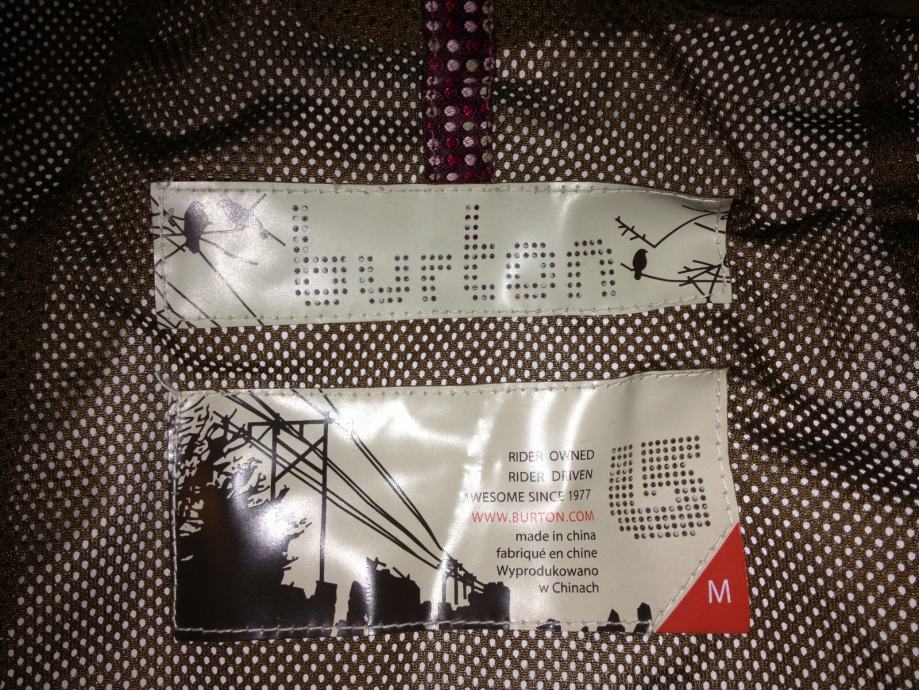 burton
RIDER OWNED
RIDER DRIVEN
AWESOME SINCE 1977
WWW.BURTON.COM
made in china
fabriqué en chine
Wyprodukowano
w Chinach
M